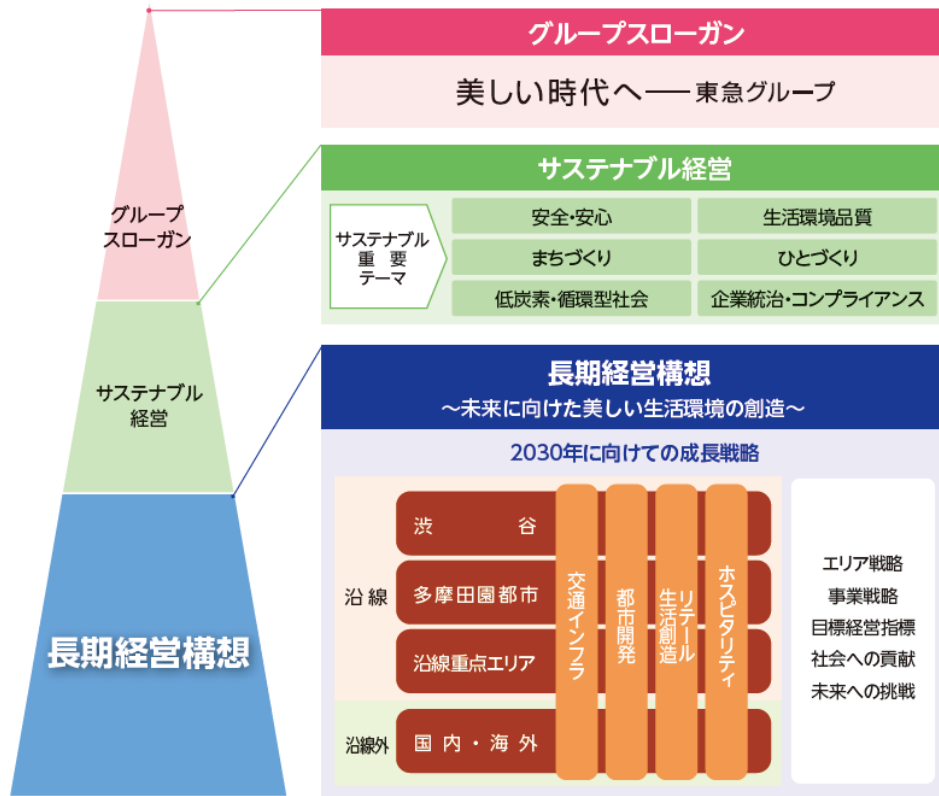 グループ
スローガン
サステナブル
経営
長期経営構想
グループスローガン
美しい時代へ──東急グループ
サステナブル経営
サステナブル
重要
テーマ
安全・安心
生活環境品質
まちづくり
ひとづくり
低炭素・循環型社会
企業統治・コンプライアンス
長期経営構想
～未来に向けた美しい生活環境の創造～
2030年に向けての成長戦略
沿線
渋谷
多摩田園都市
沿線重点エリア
沿線外
国内・海外
交通インフラ
都市開発
リテール
生活創造
ホスピタリティ
エリア戦略
事業戦略
目標経営指標
社会への貢献
未来への挑戦